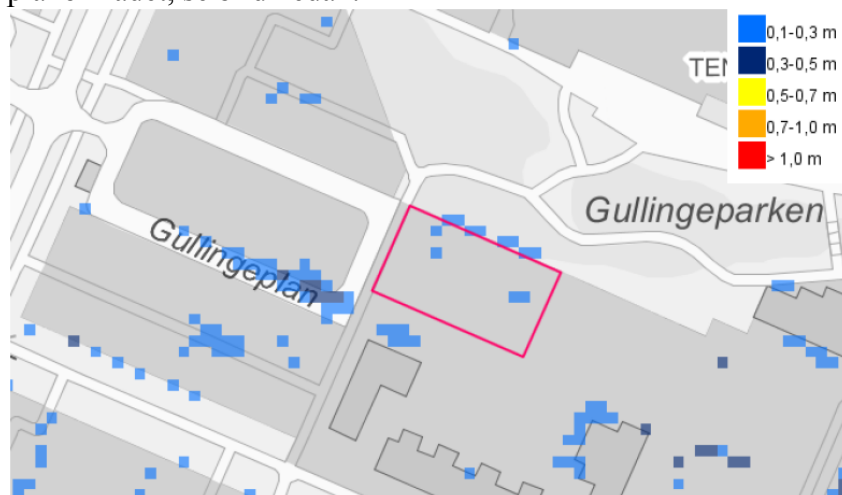 0,1-0,3 m
0,3-0,5 m
0,5-0,7 m
0,7-1,0 m
> 1,0 m
TEN
Gullingeparken
Gullingeplan